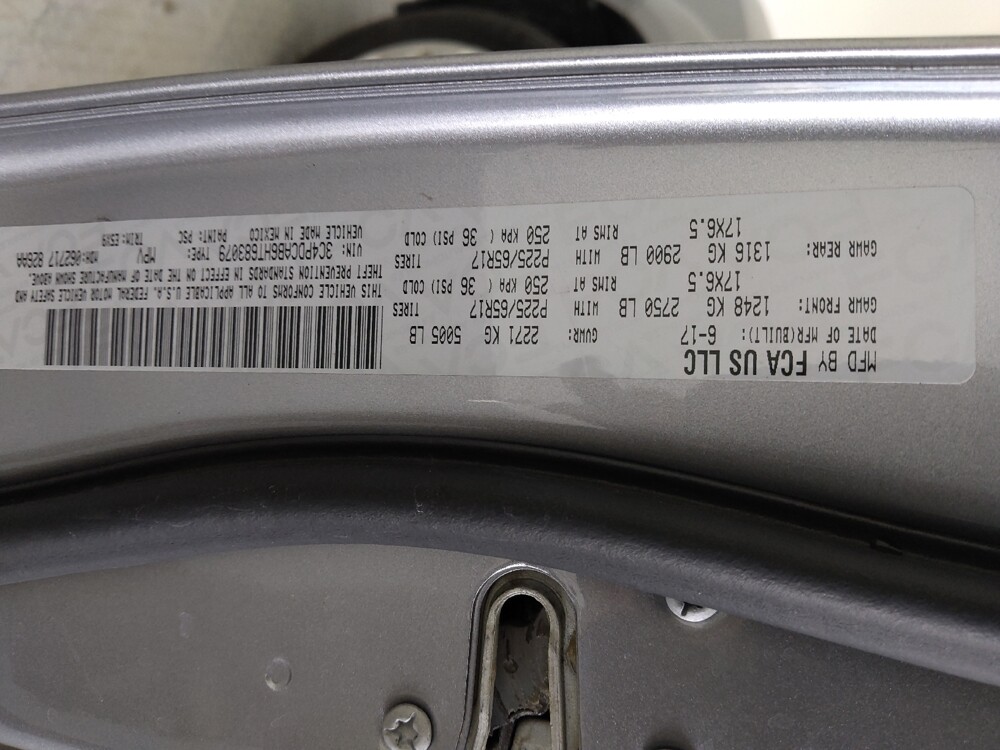 MFD BY FCA US LLC
DATE OF MFR(BUILT): 6-17 GVWR: 2271 KG 5005 LB
GAWR FRONT: WITH TIRES
1248 KG 2750 LB P225/65R17
RIMS AT
17X6.5 250 KPA ( 36 PSI) COLD
GAWR REAR: WITH TIRES
1316 KG 2900 LB P225/65R17
RIMS AT
17X6.5 250 KPA ( 36 PSI) COLD
THIS VEHICLE CONFORMS TO ALL APPLICABLE U.S.A. FEDERAL MOTOR VEHICLE SAFETY AND
THEFT PREVENTION STANDARDS IN EFFECT ON THE DATE OF MANUFACTURE SHOWN ABOVE.
VIN: 3C4PDCAB6HT683079 TYPE: MPV MDH: 062717 926AA
VEHICLE MADE IN MEXICO PAINT: PSC TRIM: E5X9